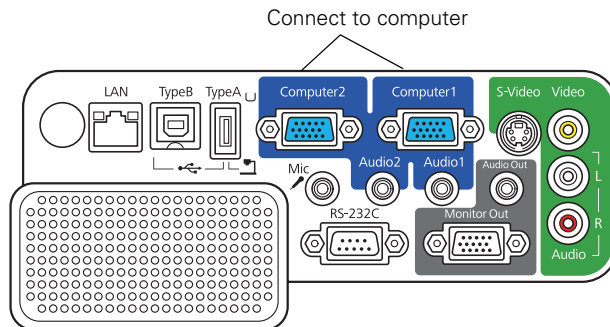 Connect to computer
LAN TypeB TypeA Computer2 Computer1 S-Video Video
Mic Audio2 Audio1 Audio Out L
RS-232C Monitor Out R
Audio